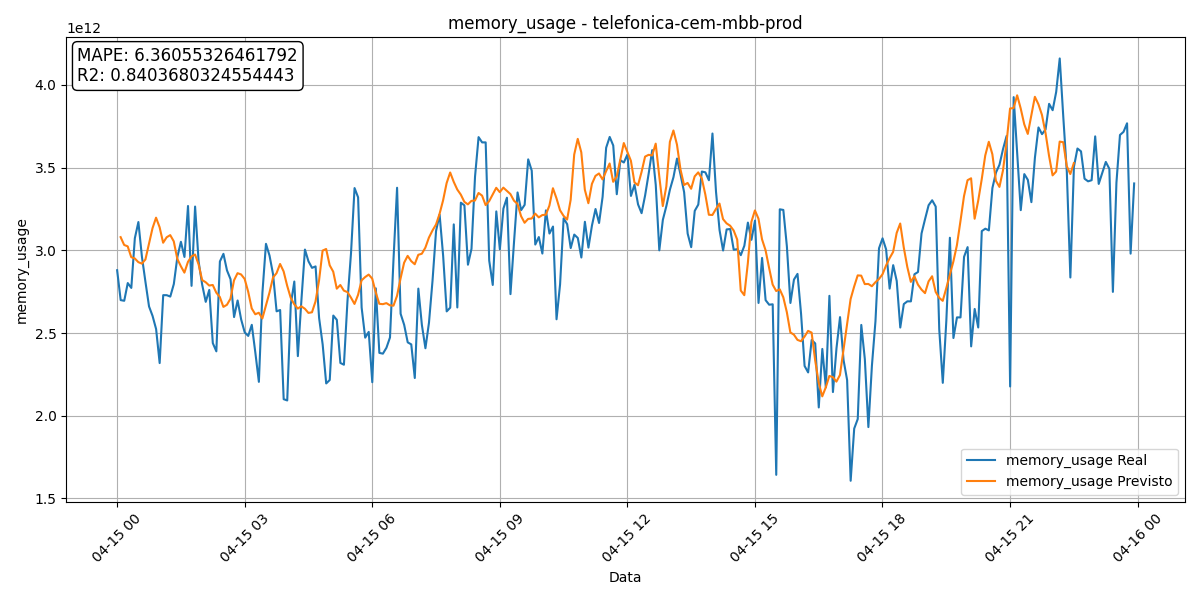 memory_usage - telefonica-cem-mbb-prod
1e12
MAPE: 6.36055326461792
R2: 0.8403680324554443
4.0
3.5
3.0
2.5
2.0
1.5
memory_usage
memory_usage Real
memory_usage Previsto
04-15 00
04-15 03
04-15 06
04-15 09
04-15 12
04-15 15
04-15 18
04-15 21
04-16 00
Data